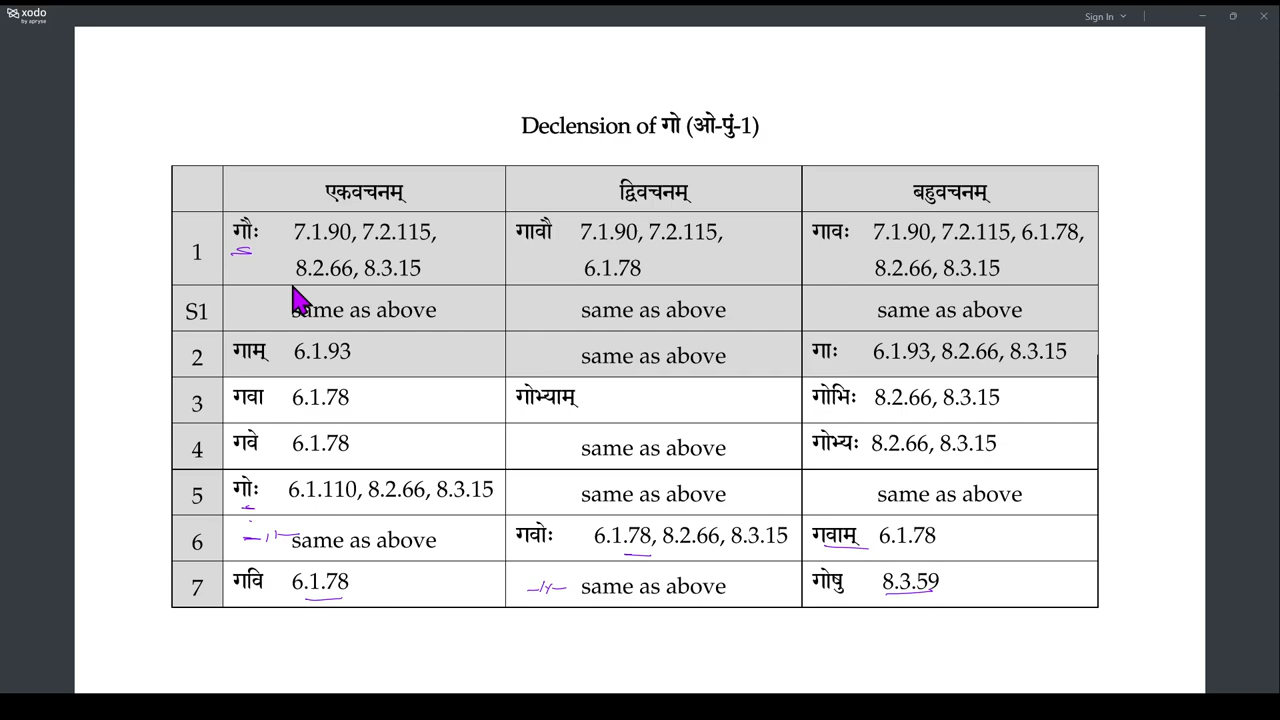 xodo
by apryse
Sign In
Declension of गो (ओ-पुं-1)
एकवचनम् द्विवचनम् बहुवचनम्
1 गौः 7.1.90, 7.2.115, 8.2.66, 8.3.15 गावौ 7.1.90, 7.2.115, 6.1.78 गावः 7.1.90, 7.2.115, 6.1.78, 8.2.66, 8.3.15
S1 same as above same as above same as above
2 गाम् 6.1.93 same as above गाः 6.1.93, 8.2.66, 8.3.15
3 गवा 6.1.78 गोभ्याम् गोभिः 8.2.66, 8.3.15
4 गवे 6.1.78 same as above गोभ्यः 8.2.66, 8.3.15
5 गोः 6.1.110, 8.2.66, 8.3.15 same as above same as above
6 same as above गवोः 6.1.78, 8.2.66, 8.3.15 गवाम् 6.1.78
7 गवि 6.1.78 same as above गोषु 8.3.59